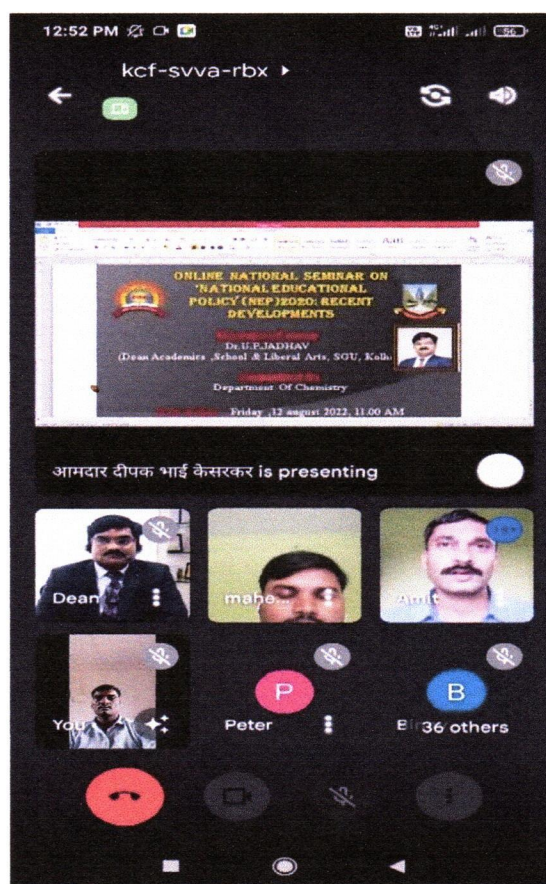 12:52 PM
56
kcf-svva-rbx
ONLINE NATIONAL SEMINAR ON
'NATIONAL EDUCATIONAL
POLICY (NEP)2020: RECENT
DEVELOPMENTS
Dr.U.P.JADHAV
(Dean Academics ,School & Liberal Arts, SGU, Kolh
Department Of Chemistry
Friday ,12 august 2022, 11.00 AM
आमदार दीपक भाई केसरकर is presenting
Dean
mahe...
Amit
You
P
Peter
B
36 others